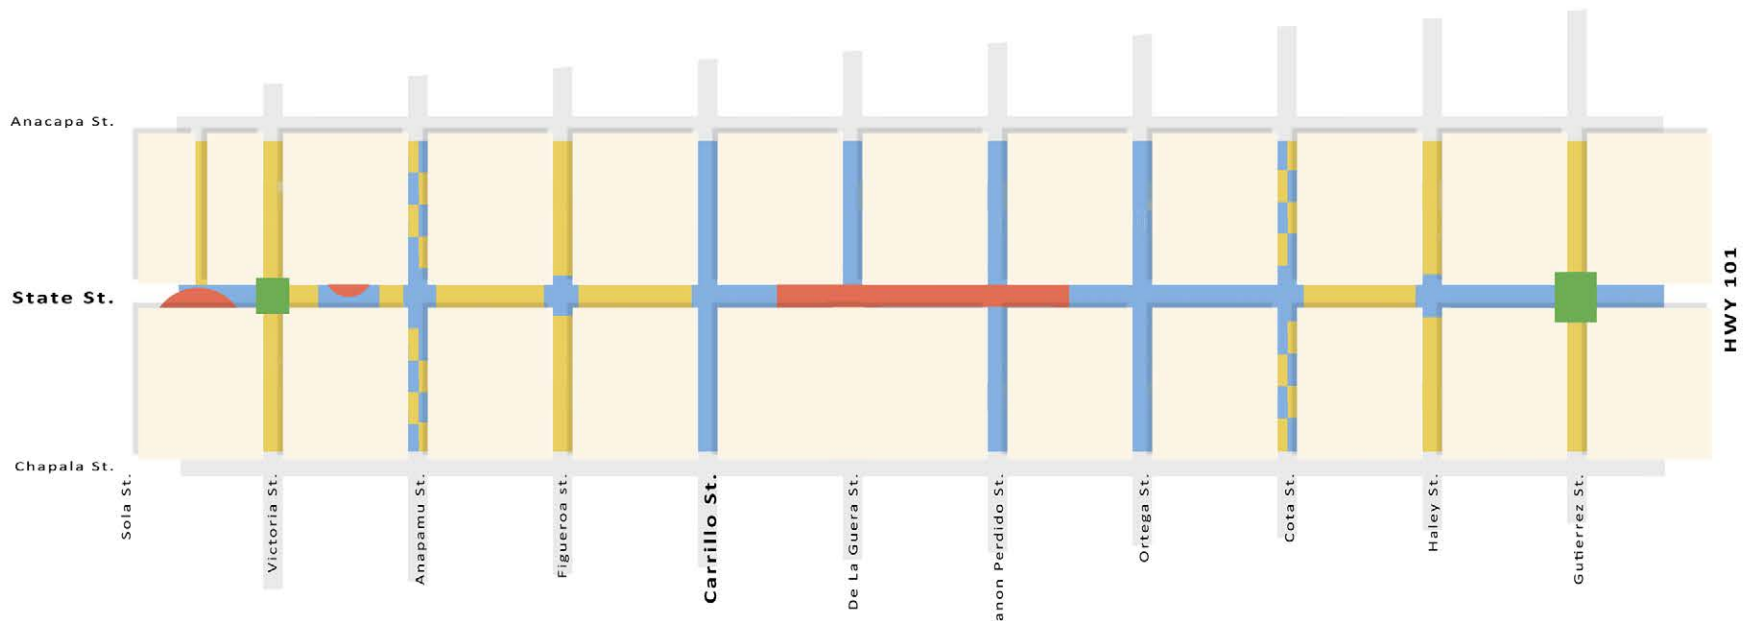 Anacapa St.
State St.
HWY 101
Chapala St.
Sola St.
Victoria St.
Anapamu St.
Figueroa st.
Carrillo St.
De La Guera St.
anon Perdido St.
Ortega St.
Cota St.
Haley St.
Gutierrez St.